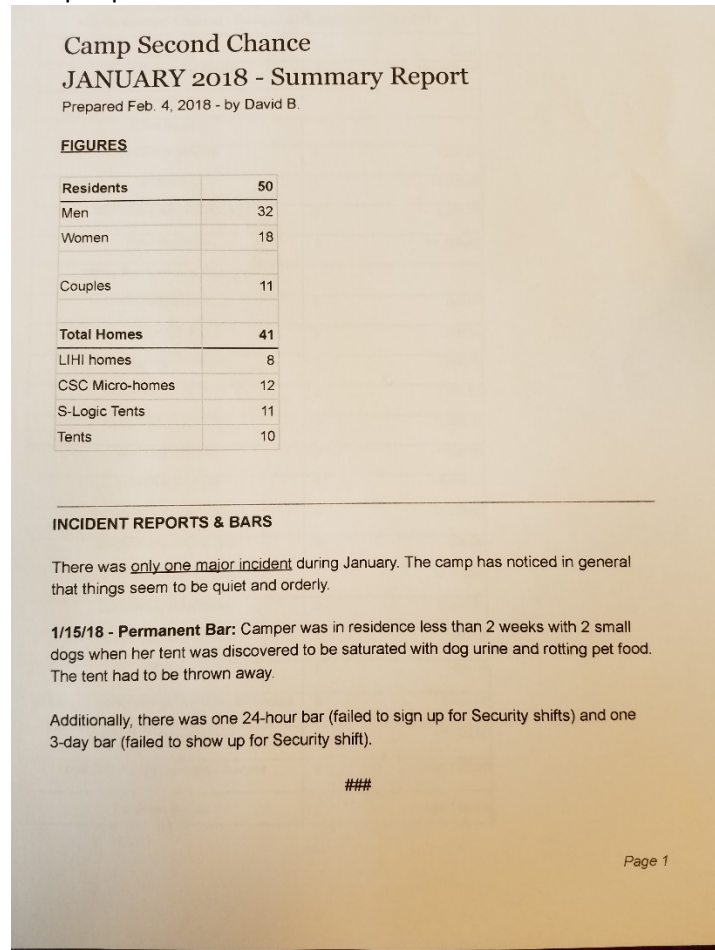 Camp Second Chance
JANUARY 2018 - Summary Report
Prepared Feb. 4, 2018 - by David B.
FIGURES
Residents 50
Men 32
Women 18
Couples 11
Total Homes 41
LIHI homes 8
CSC Micro-homes 12
S-Logic Tents 11
Tents 10
INCIDENT REPORTS & BARS
There was only one major incident during January. The camp has noticed in general
that things seem to be quiet and orderly.
1/15/18 - Permanent Bar: Camper was in residence less than 2 weeks with 2 small
dogs when her tent was discovered to be saturated with dog urine and rotting pet food.
The tent had to be thrown away.
Additionally, there was one 24-hour bar (failed to sign up for Security shifts) and one
3-day bar (failed to show up for Security shift).
###
Page 1